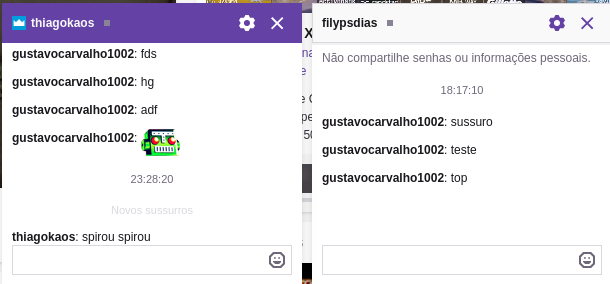 thiagokaos
gustavocarvalho1002: fds
gustavocarvalho1002: hg
gustavocarvalho1002: adf
gustavocarvalho1002:
23:28:20
Novos sussurros
thiagokaos: spirou spirou
filypsdias
Não compartilhe senhas ou informações pessoais.
18:17:10
gustavocarvalho1002: sussuro
gustavocarvalho1002: teste
gustavocarvalho1002: top